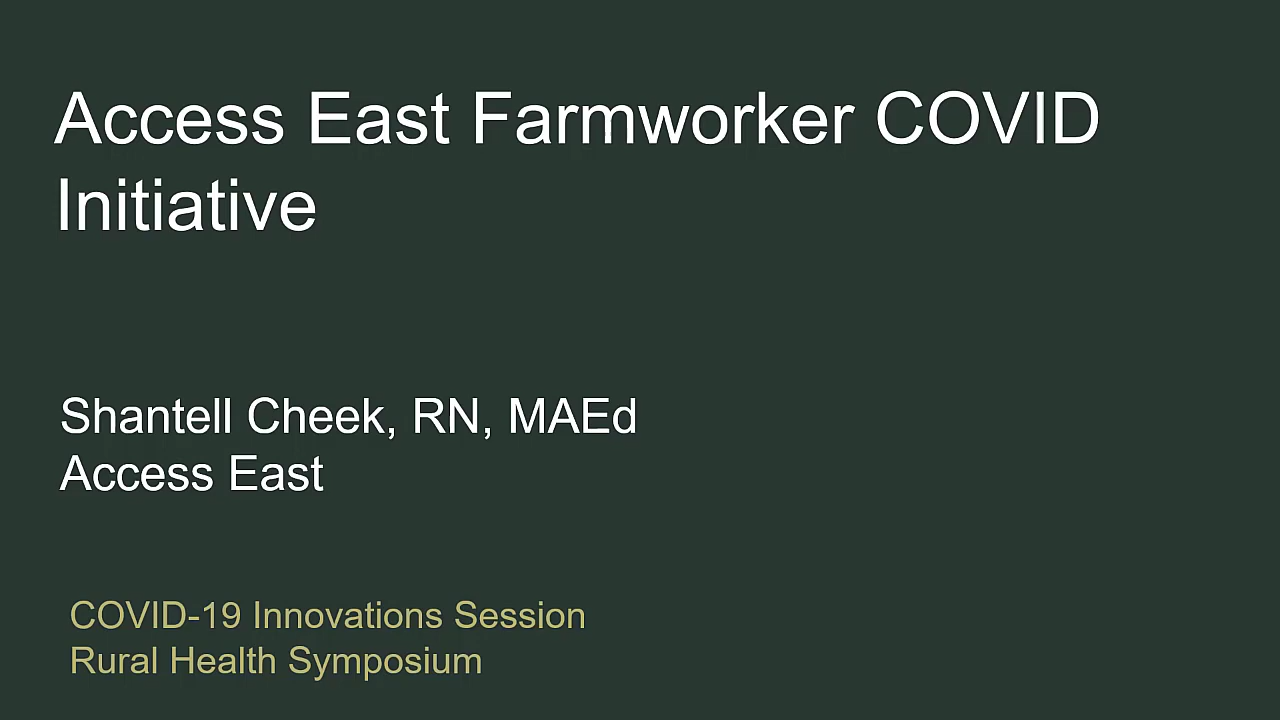 Access East Farmworker COVID
Initiative
Shantell Cheek, RN, MAEd
Access East
COVID-19 Innovations Session
Rural Health Symposium